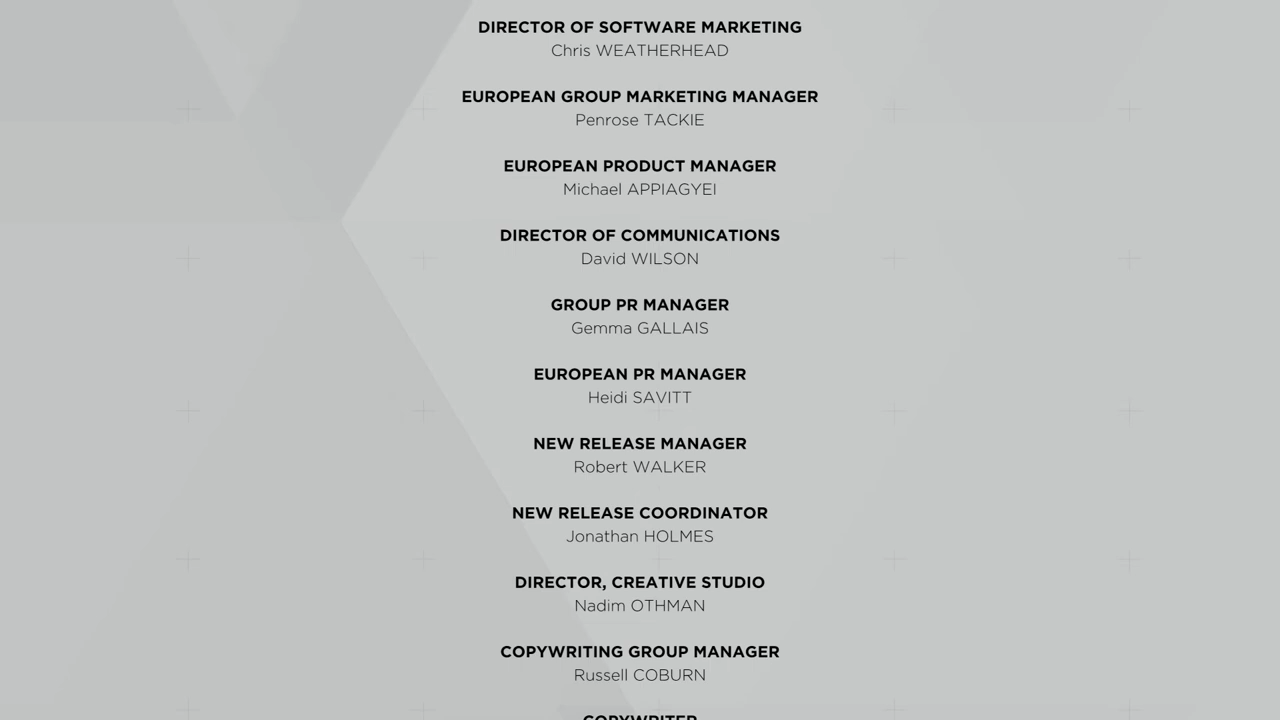 DIRECTOR OF SOFTWARE MARKETING
Chris WEATHERHEAD
EUROPEAN GROUP MARKETING MANAGER
Penrose TACKIE
EUROPEAN PRODUCT MANAGER
Michael APPIAGYEI
DIRECTOR OF COMMUNICATIONS
David WILSON
GROUP PR MANAGER
Gemma GALLAIS
EUROPEAN PR MANAGER
Heidi SAVITT
NEW RELEASE MANAGER
Robert WALKER
NEW RELEASE COORDINATOR
Jonathan HOLMES
DIRECTOR, CREATIVE STUDIO
Nadim OTHMAN
COPYWRITING GROUP MANAGER
Russell COBURN
COPYWRITER